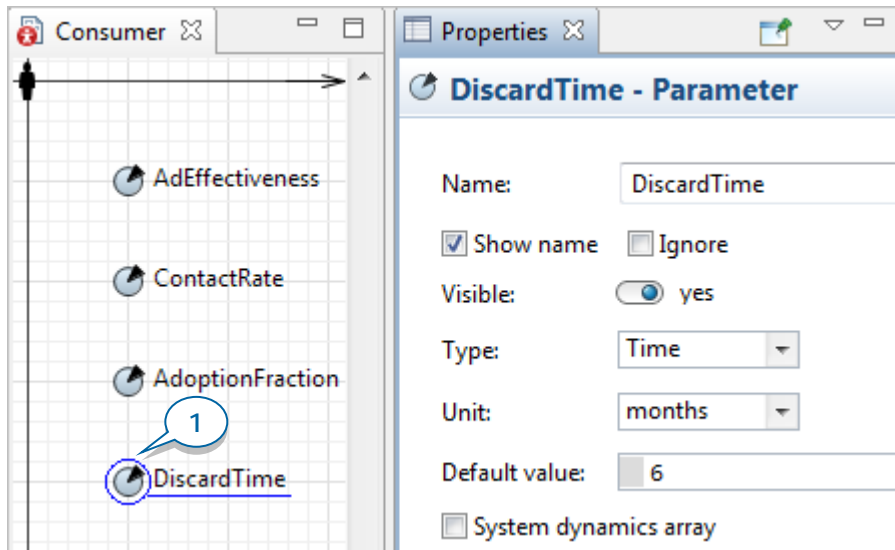 Consumer
AdEffectiveness
ContactRate
AdoptionFraction
1
DiscardTime
Properties
DiscardTime - Parameter
Name: DiscardTime
Show name Ignore
Visible: yes
Type: Time
Unit: months
Default value: 6
System dynamics array